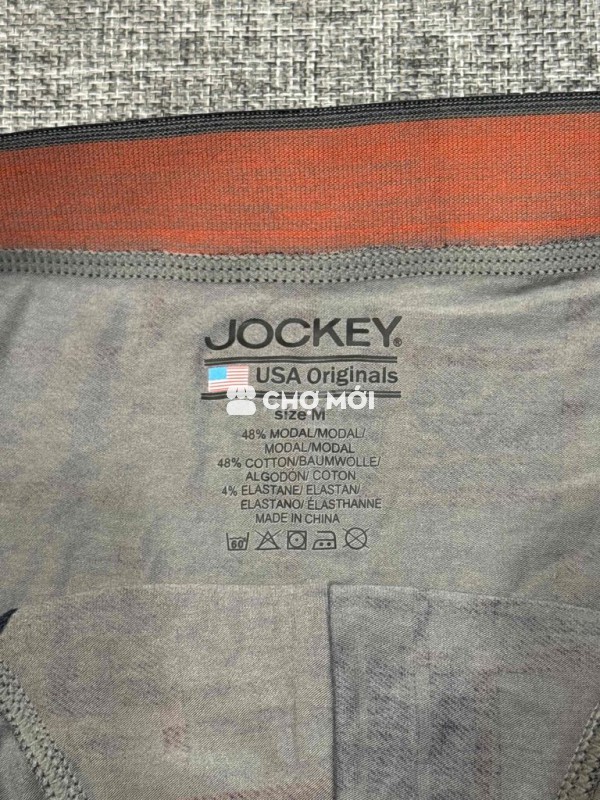 JOCKEY®
USA Originals
CHỢ MỚI
size M
48% MODAL/MODAL/
MODAL/MODAL
48% COTTON/BAUMWOLLE/
ALGODÓN/ COTON
4% ELASTANE/ ELASTAN/
ELASTANO/ ÉLASTHANNE
MADE IN CHINA
60